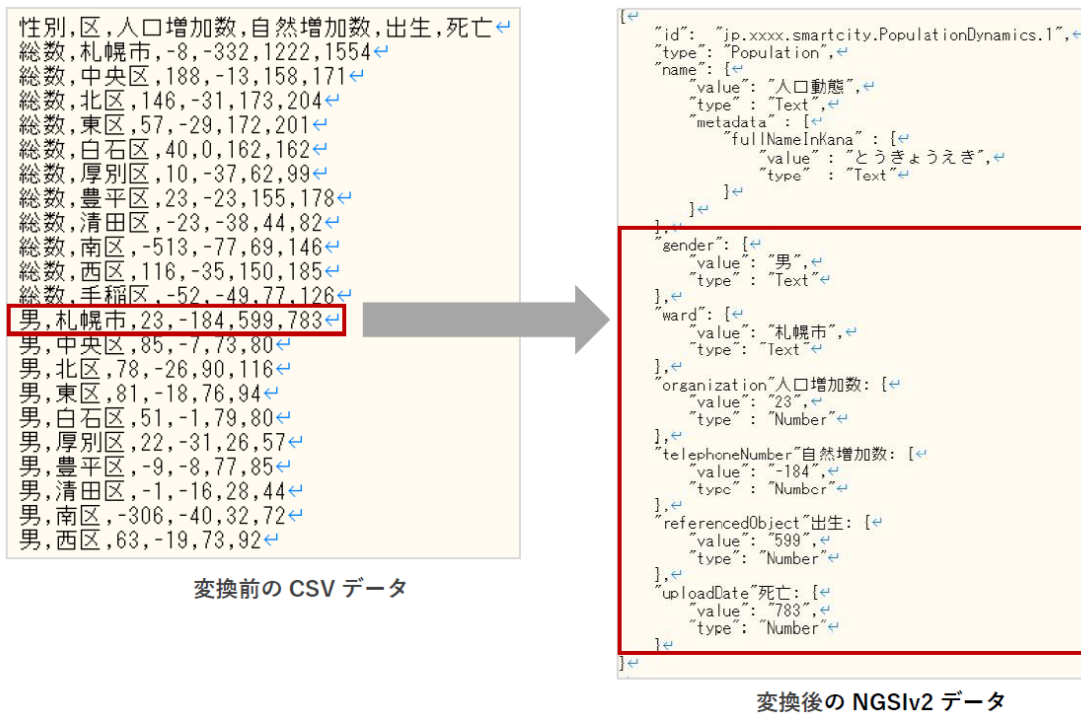 性別,区,人口増加数,自然増加数,出生,死亡↵
総数,札幌市,-8,-332,1222,1554↵
総数,中央区,188,-13,158,171↵
総数,北区,146,-31,173,204↵
総数,東区,57,-29,172,201↵
総数,白石区,40,0,162,162↵
総数,厚別区,10,-37,62,99↵
総数,豊平区,23,-23,155,178↵
総数,清田区,-23,-38,44,82↵
総数,南区,-513,-77,69,146↵
総数,西区,116,-35,150,185↵
総数,手稲区,-52,-49,77,126↵
男,札幌市,23,-184,599,783↵
男,中央区,85,-7,73,80↵
男,北区,78,-26,90,116↵
男,東区,81,-18,76,94↵
男,白石区,51,-1,79,80↵
男,厚別区,22,-31,26,57↵
男,豊平区,-9,-8,77,85↵
男,清田区,-1,-16,28,44↵
男,南区,-306,-40,32,72↵
男,西区,63,-19,73,92↵
変換前の CSV データ
{↵
"id": "jp.xxxx.smartcity.PopulationDynamics.1",↵
"type": "Population",↵
"name": {↵
"value": "人口動態",↵
"type" : "Text",↵
"metadata" : {↵
"fullNameInKana" : {↵
"value" : "とうきょうえき",↵
"type" : "Text"↵
}↵
}↵
},↵
"gender": {↵
"value": "男",↵
"type" : "Text"↵
},↵
"ward": {↵
"value": "札幌市",↵
"type": "Text"↵
},↵
"organization"人口増加数: {↵
"value": "23",↵
"type" : "Number"↵
},↵
"telephoneNumber"自然増加数: {↵
"value": "-184",↵
"type" : "Number"↵
},↵
"referencedObject"出生: {↵
"value": "599",↵
"type": "Number"↵
},↵
"uploadDate"死亡: {↵
"value": "783",↵
"type": "Number"↵
}↵
}↵
変換後の NGSIv2 データ